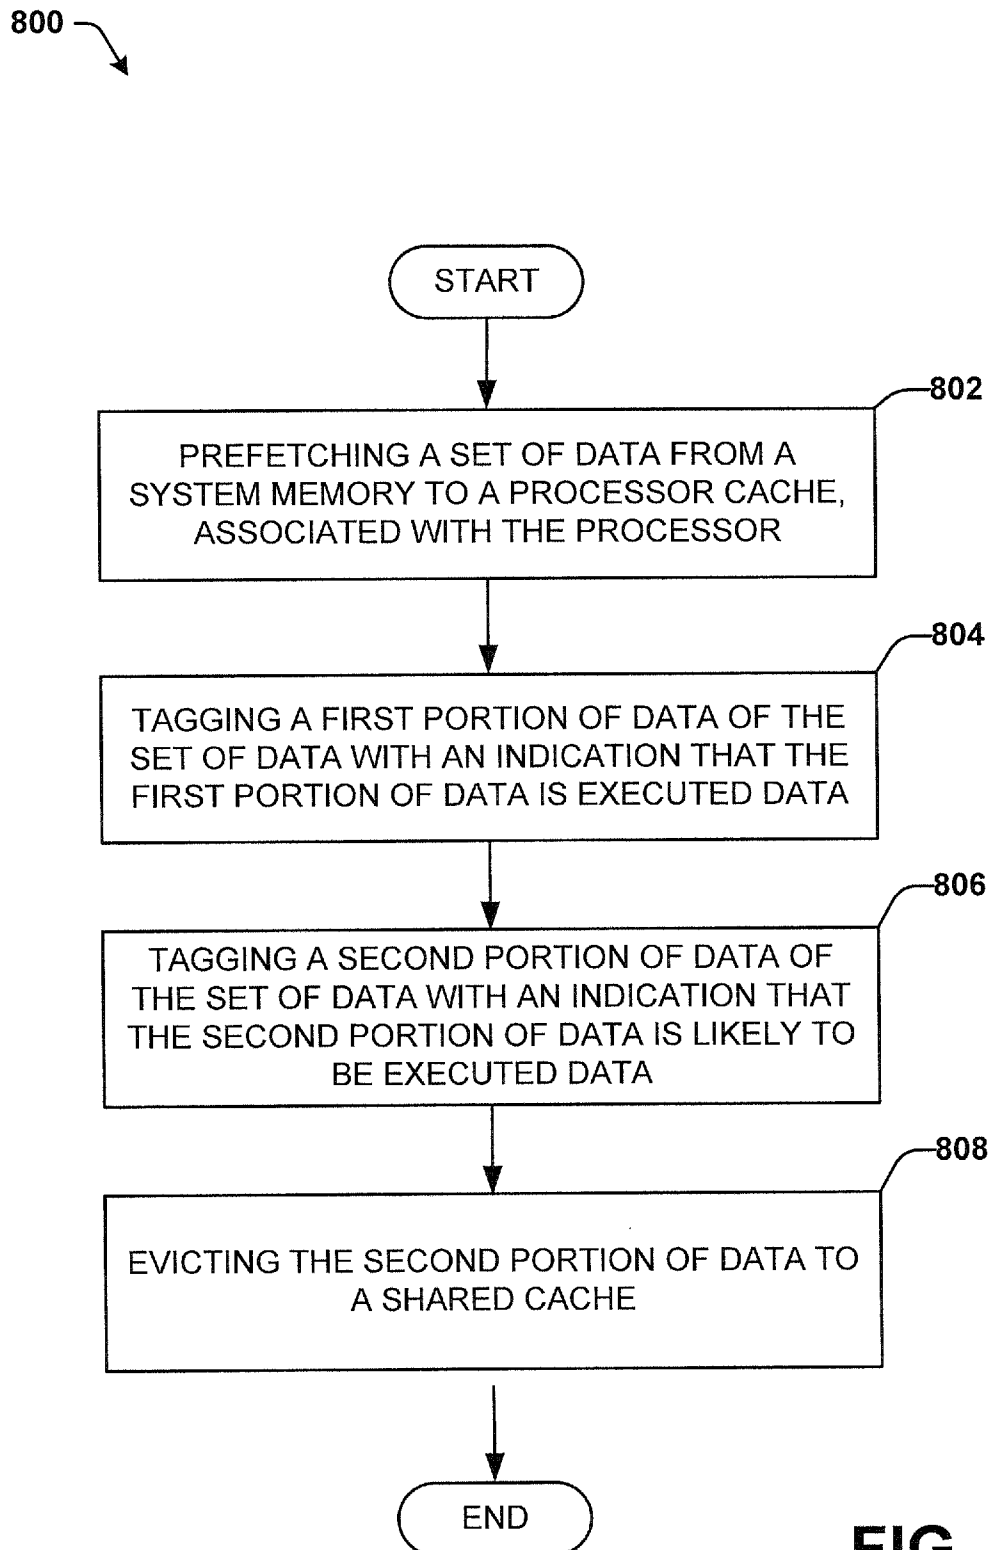 800
START
802
PREFETCHING A SET OF DATA FROM A
SYSTEM MEMORY TO A PROCESSOR CACHE,
ASSOCIATED WITH THE PROCESSOR
804
TAGGING A FIRST PORTION OF DATA OF THE
SET OF DATA WITH AN INDICATION THAT THE
FIRST PORTION OF DATA IS EXECUTED DATA
806
TAGGING A SECOND PORTION OF DATA OF
THE SET OF DATA WITH AN INDICATION THAT
THE SECOND PORTION OF DATA IS LIKELY TO
BE EXECUTED DATA
808
EVICTING THE SECOND PORTION OF DATA TO
A SHARED CACHE
END
FIG